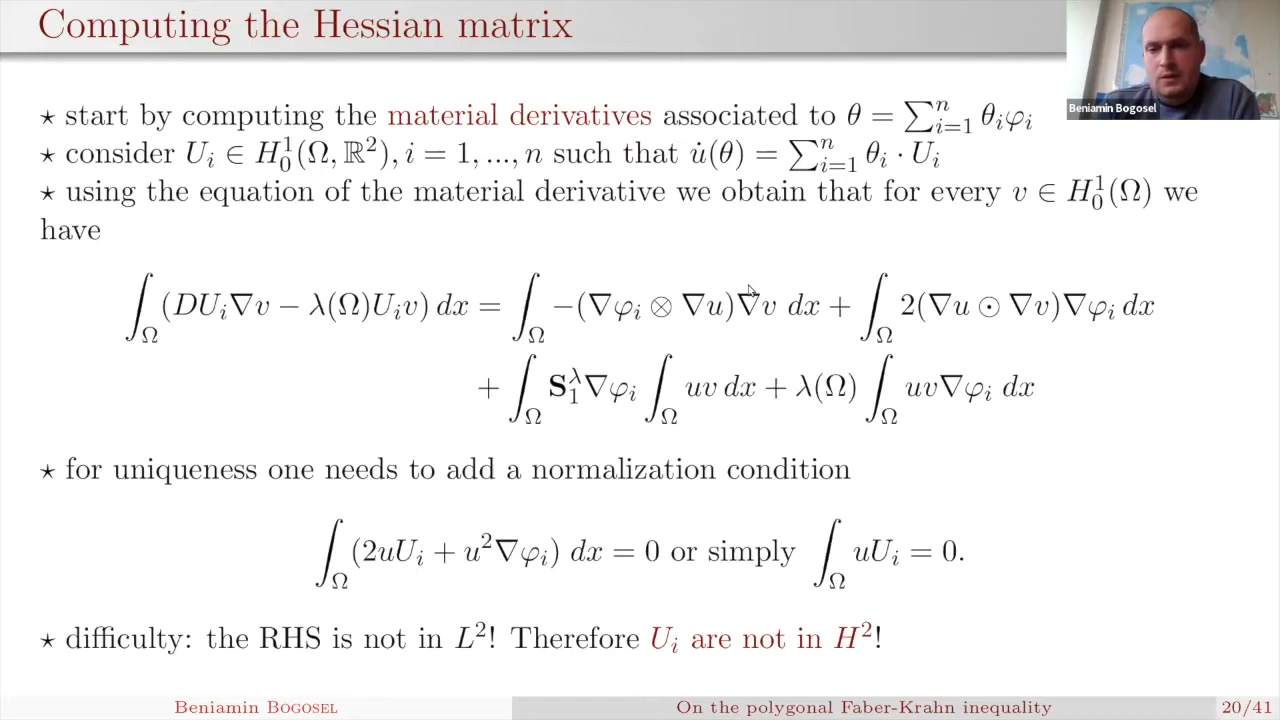 Computing the Hessian matrix
Beniamin Bogosel
⋆ start by computing the material derivatives associated to θ = ∑ⁿᵢ₌₁ θᵢφᵢ
⋆ consider Uᵢ ∈ H¹₀(Ω, ℝ²), i = 1, ..., n such that u̇(θ) = ∑ⁿᵢ₌₁ θᵢ · Uᵢ
⋆ using the equation of the material derivative we obtain that for every v ∈ H¹₀(Ω) we
have
∫_Ω (DUᵢ∇v − λ(Ω)Uᵢv) dx = ∫_Ω −(∇φᵢ ⊗ ∇u)∇v dx + ∫_Ω 2(∇u ⊙ ∇v)∇φᵢ dx
+ ∫_Ω S₁^λ ∇φᵢ ∫_Ω uv dx + λ(Ω) ∫_Ω uv∇φᵢ dx
⋆ for uniqueness one needs to add a normalization condition
∫_Ω (2uUᵢ + u²∇φᵢ) dx = 0 or simply ∫_Ω uUᵢ = 0.
⋆ difficulty: the RHS is not in L²! Therefore Uᵢ are not in H²!
Beniamin Bogosel On the polygonal Faber-Krahn inequality 20/41